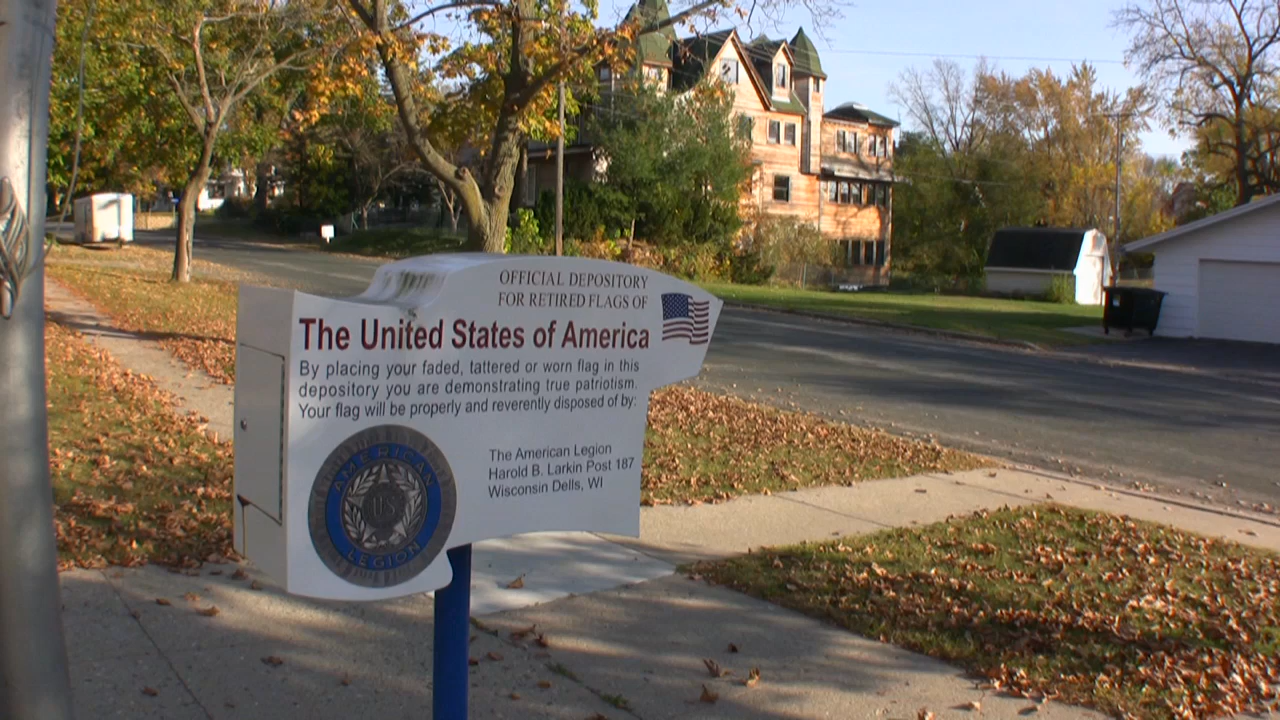 OFFICIAL DEPOSITORY
FOR RETIRED FLAGS OF
The United States of America
By placing your faded, tattered or worn flag in this
depository you are demonstrating true patriotism.
Your flag will be properly and reverently disposed of by:
The American Legion
Harold B. Larkin Post 187
Wisconsin Dells, WI
AMERICAN
U.S.
LEGION